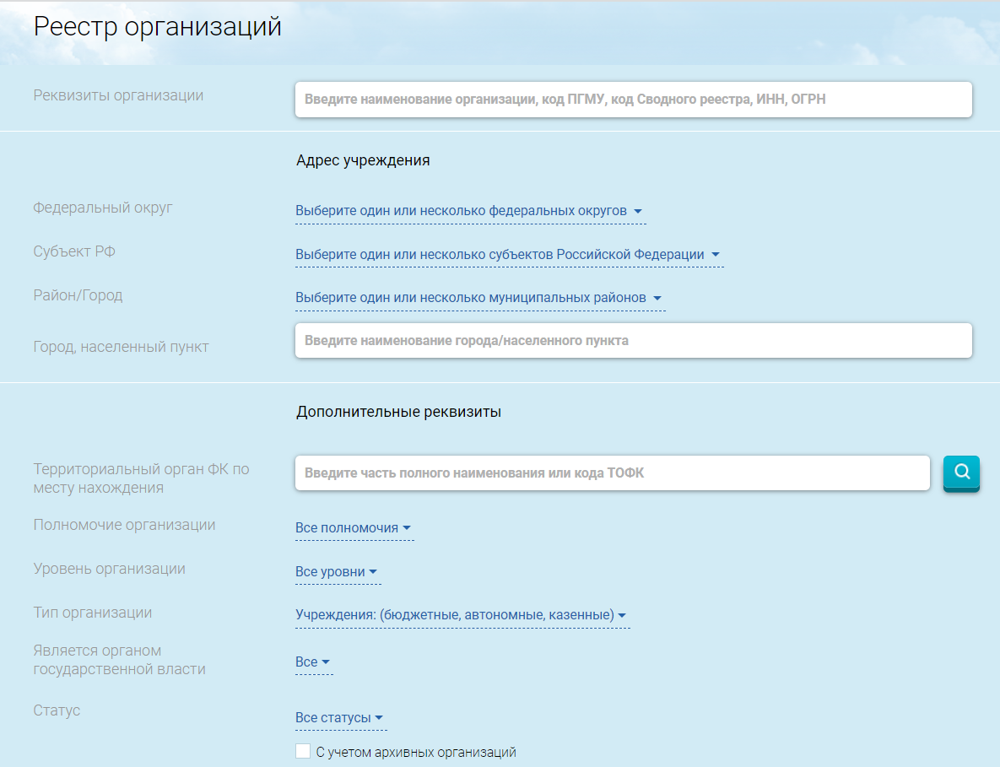 Реестр организаций
Реквизиты организации
Введите наименование организации, код ПГМУ, код Сводного реестра, ИНН, ОГРН
Адрес учреждения
Федеральный округ
Выберите один или несколько федеральных округов
Субъект РФ
Выберите один или несколько субъектов Российской Федерации
Район/Город
Выберите один или несколько муниципальных районов
Город, населенный пункт
Введите наименование города/населенного пункта
Дополнительные реквизиты
Территориальный орган ФК по
месту нахождения
Введите часть полного наименования или кода ТОФК
Полномочие организации
Все полномочия
Уровень организации
Все уровни
Тип организации
Учреждения: (бюджетные, автономные, казенные)
Является органом
государственной власти
Все
Статус
Все статусы
С учетом архивных организаций